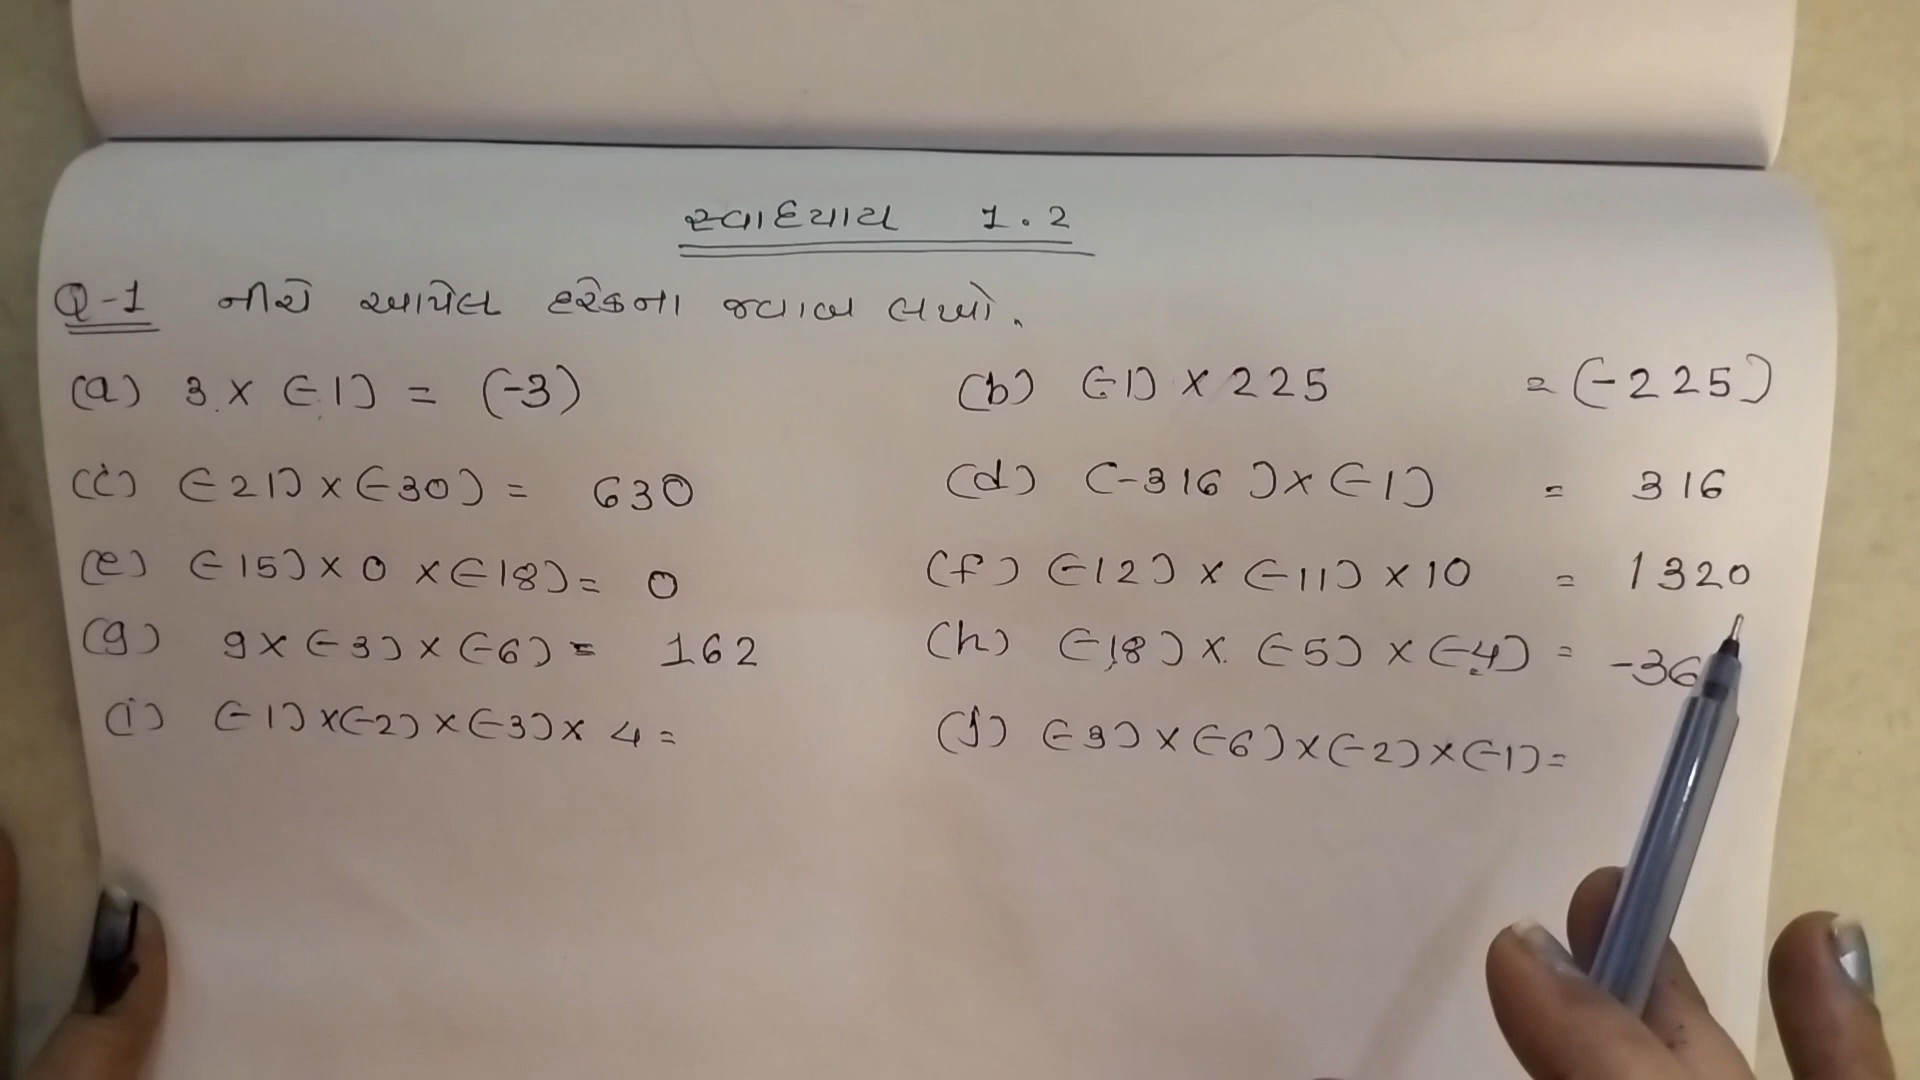 સ્વાધ્યાય 1.2
Q-1 નીચે આપેલ દરેકના જવાબ લખો.
(a) 3 x (-1) = (-3)
(b) (-1) x 225 = (-225)
(c) (-21) x (-30) = 630
(d) (-316) x (-1) = 316
(e) (-15) x 0 x (-18) = 0
(f) (-12) x (-11) x 10 = 1320
(g) 9 x (-3) x (-6) = 162
(h) (-18) x (-5) x (-4) = -36
(i) (-1) x (-2) x (-3) x 4 =
(j) (-3) x (-6) x (-2) x (-1) =